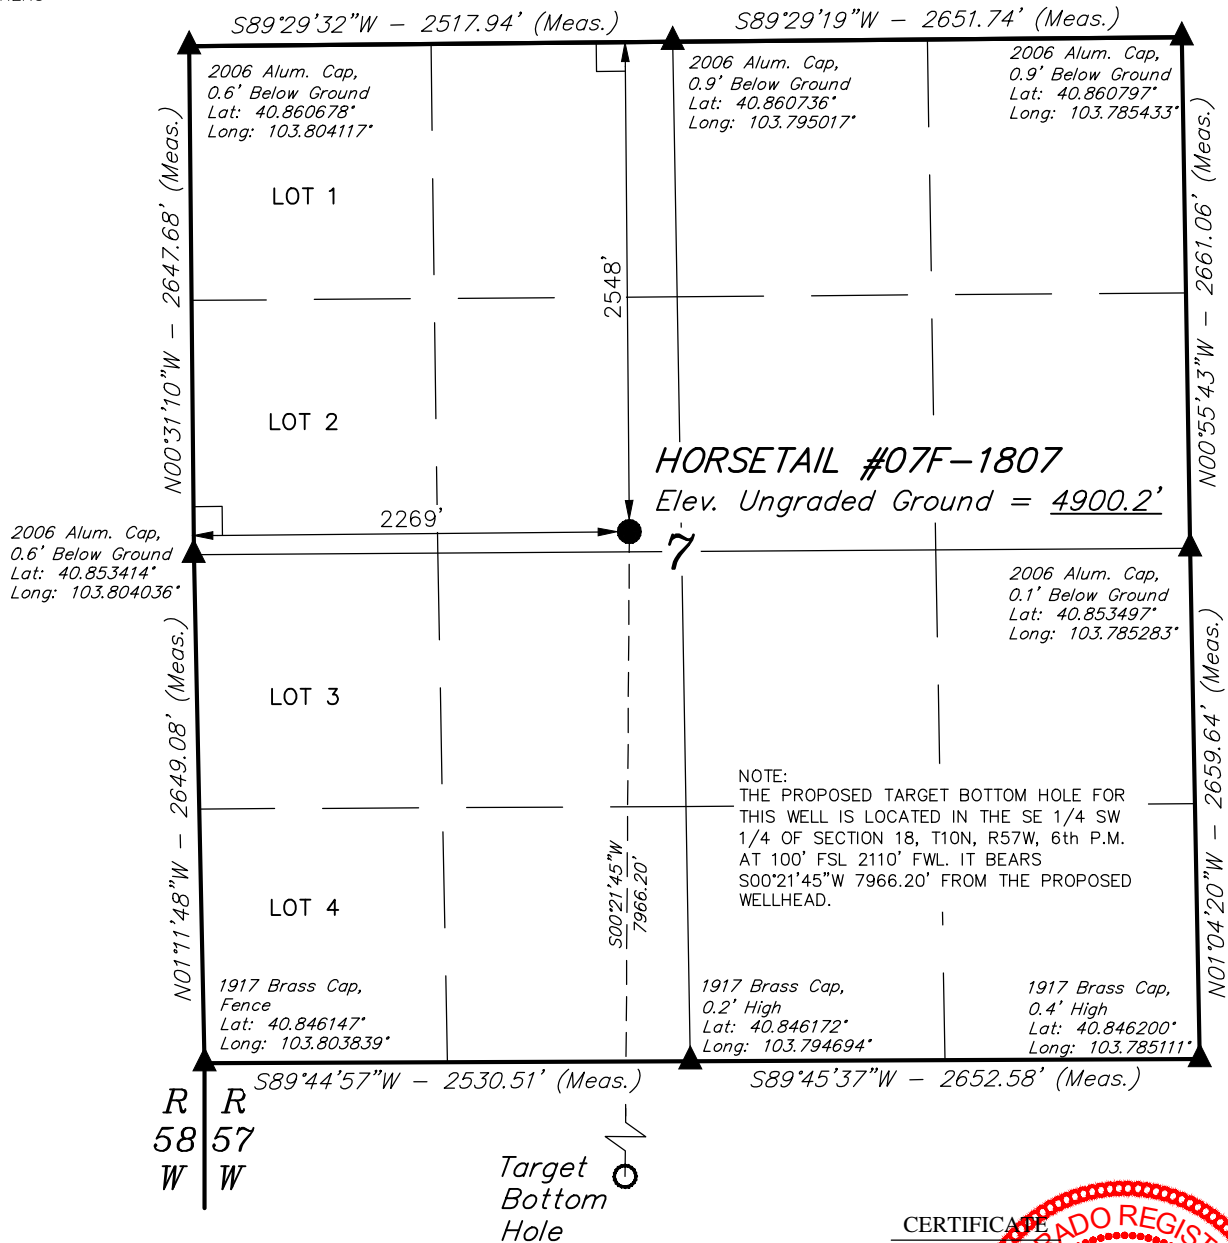 S89°29'32"W - 2517.94' (Meas.)
S89°29'19"W - 2651.74' (Meas.)
2006 Alum. Cap,
0.6' Below Ground
Lat: 40.860678°
Long: 103.804117°
2006 Alum. Cap,
0.9' Below Ground
Lat: 40.860736°
Long: 103.795017°
2006 Alum. Cap,
0.9' Below Ground
Lat: 40.860797°
Long: 103.785433°
N00°31'10"W - 2647.68' (Meas.)
N00°55'43"W - 2661.06' (Meas.)
LOT 1
2548'
LOT 2
HORSETAIL #07F-1807
Elev. Ungraded Ground = 4900.2'
2269'
7
2006 Alum. Cap,
0.6' Below Ground
Lat: 40.853414°
Long: 103.804036°
2006 Alum. Cap,
0.1' Below Ground
Lat: 40.853497°
Long: 103.785283°
N01°11'48"W - 2649.08' (Meas.)
N01°04'20"W - 2659.64' (Meas.)
LOT 3
NOTE:
THE PROPOSED TARGET BOTTOM HOLE FOR
THIS WELL IS LOCATED IN THE SE 1/4 SW
1/4 OF SECTION 18, T10N, R57W, 6th P.M.
AT 100' FSL 2110' FWL. IT BEARS
S00°21'45"W 7966.20' FROM THE PROPOSED
WELLHEAD.
S00°21'45"W
7966.20'
LOT 4
1917 Brass Cap,
Fence
Lat: 40.846147°
Long: 103.803839°
1917 Brass Cap,
0.2' High
Lat: 40.846172°
Long: 103.794694°
1917 Brass Cap,
0.4' High
Lat: 40.846200°
Long: 103.785111°
S89°44'57"W - 2530.51' (Meas.)
S89°45'37"W - 2652.58' (Meas.)
R R
58 57
W W
Target
Bottom
Hole
CERTIFICATE
RADO REGIST